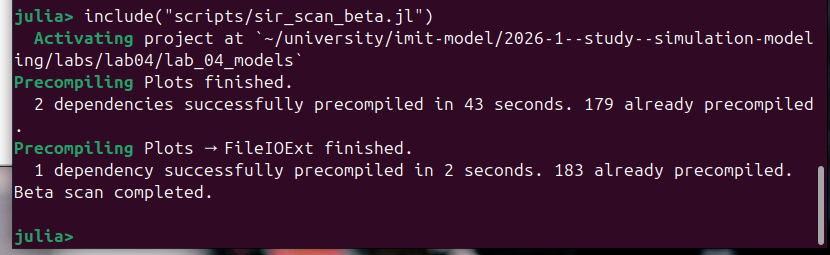 julia> include("scripts/sir_scan_beta.jl")
  Activating project at `~/university/imit-model/2026-1--study--simulation-model
ing/labs/lab04/lab_04_models`
Precompiling Plots finished.
  2 dependencies successfully precompiled in 43 seconds. 179 already precompiled
.
Precompiling Plots → FileIOExt finished.
  1 dependency successfully precompiled in 2 seconds. 183 already precompiled.
Beta scan completed.

julia>